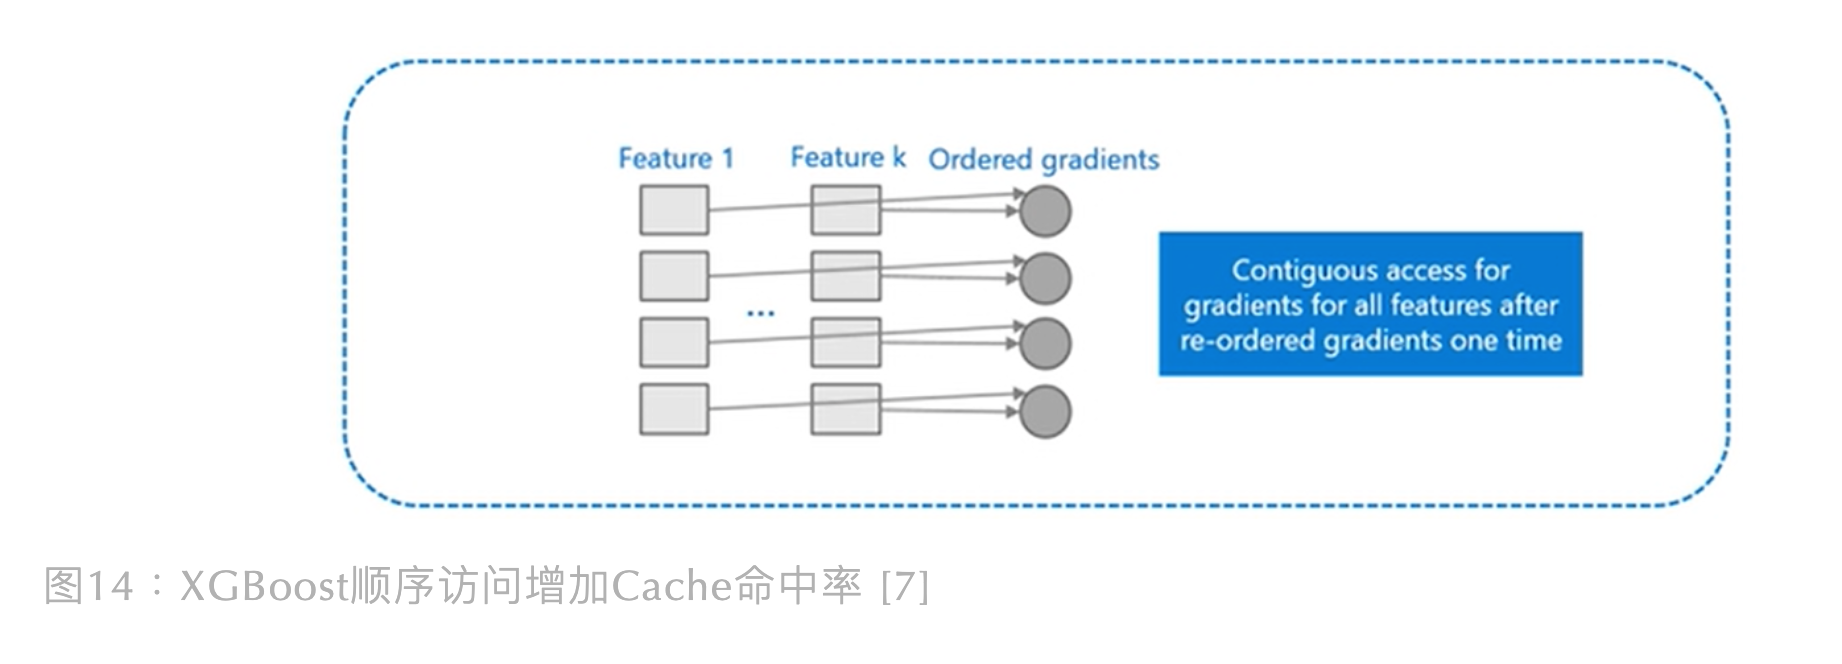 Feature 1 Feature k Ordered gradients
...
Contiguous access for
gradients for all features after
re-ordered gradients one time
图14：XGBoost顺序访问增加Cache命中率 [7]